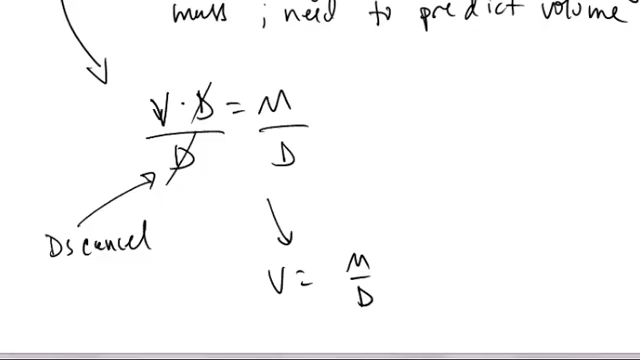 mass ; need to predict volume
V · D = M
D D
Ds cancel
V = M
D